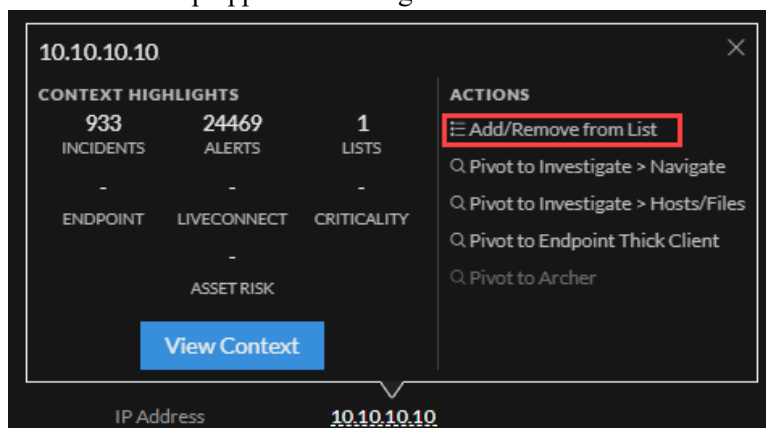 10.10.10.10
CONTEXT HIGHLIGHTS
933 24469 1
INCIDENTS ALERTS LISTS
- - -
ENDPOINT LIVECONNECT CRITICALITY
-
ASSET RISK
View Context
ACTIONS
Add/Remove from List
Pivot to Investigate > Navigate
Pivot to Investigate > Hosts/Files
Pivot to Endpoint Thick Client
Pivot to Archer
IP Address 10.10.10.10